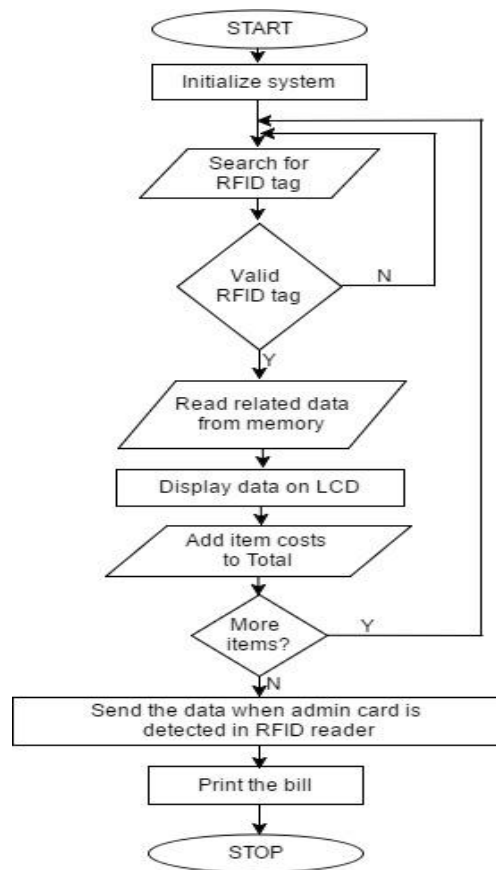 START
Initialize system
Search for
RFID tag
Valid
RFID tag
N
Y
Read related data
from memory
Display data on LCD
Add item costs
to Total
More
items?
Y
N
Send the data when admin card is
detected in RFID reader
Print the bill
STOP